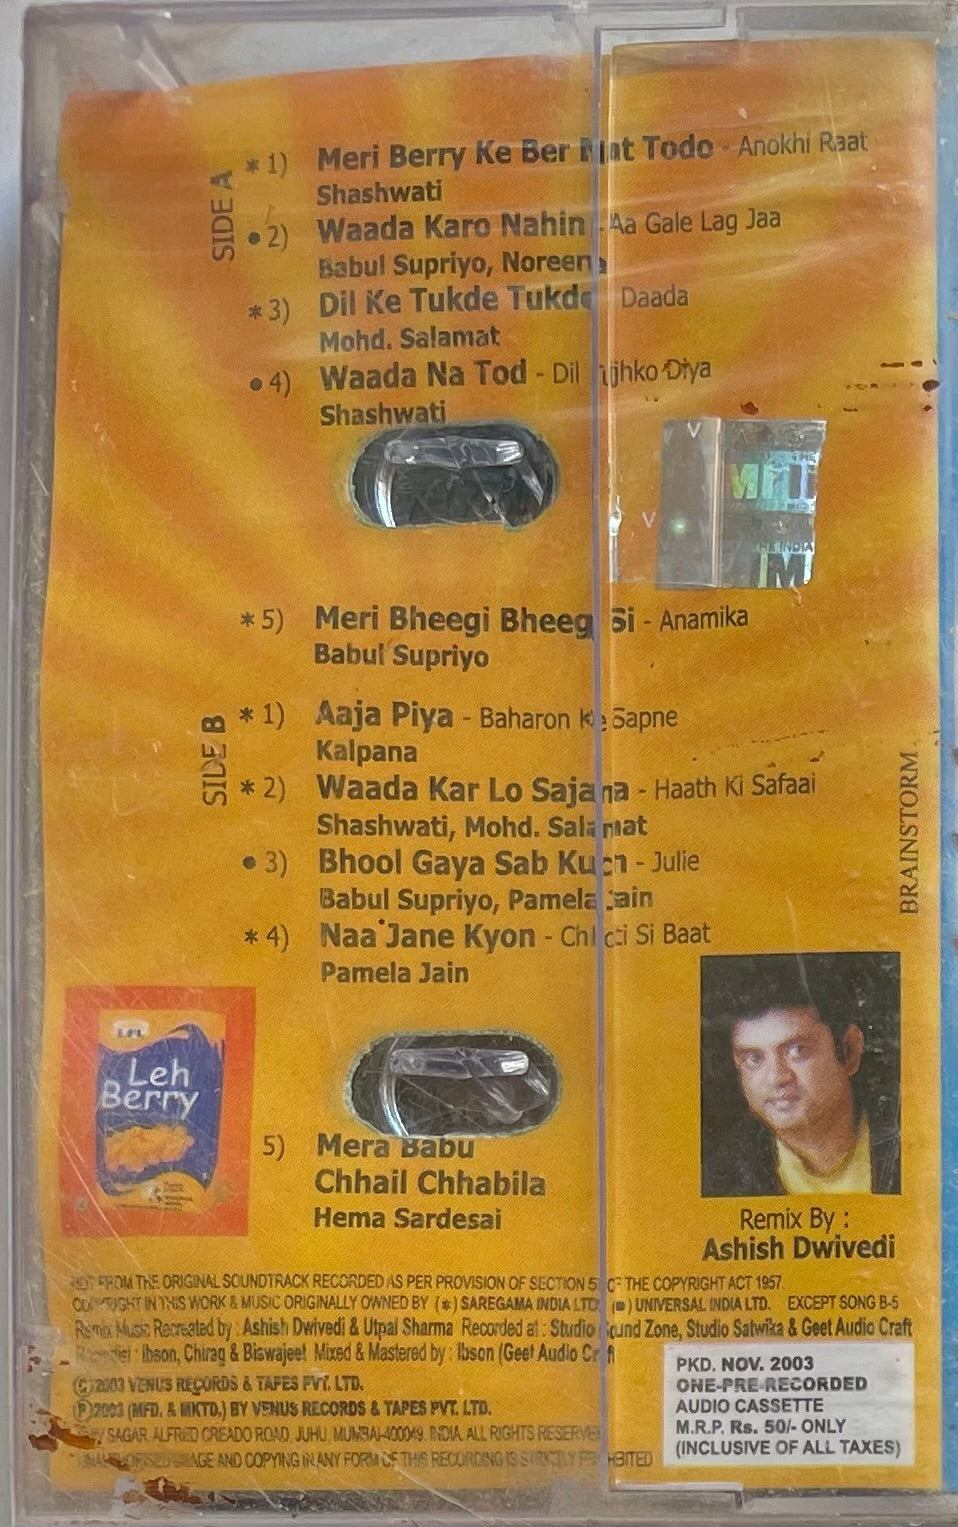 SIDE A
* 1) Meri Berry Ke Ber Mat Todo - Anokhi Raat
Shashwati
• 2) Waada Karo Nahin - Aa Gale Lag Jaa
Babul Supriyo, Noreena
* 3) Dil Ke Tukde Tukde Daada
Mohd. Salamat
• 4) Waada Na Tod - Dil Tujhko Diya
Shashwati
* 5) Meri Bheegi Bheegi Si - Anamika
Babul Supriyo
SIDE B
* 1) Aaja Piya - Baharon Ke Sapne
Kalpana
* 2) Waada Kar Lo Sajana - Haath Ki Safaai
Shashwati, Mohd. Salamat
• 3) Bhool Gaya Sab Kuch - Julie
Babul Supriyo, Pamela Jain
* 4) Naa Jane Kyon - Chhoti Si Baat
Pamela Jain
5) Mera Babu
Chhail Chhabila
Hema Sardesai
BRAINSTORM
Leh
Berry
Remix By :
Ashish Dwivedi
NOT FROM THE ORIGINAL SOUNDTRACK RECORDED AS PER PROVISION OF SECTION OF THE COPYRIGHT ACT 1957.
COPYRIGHT IN THIS WORK & MUSIC ORIGINALLY OWNED BY (*) SAREGAMA INDIA LTD. (■) UNIVERSAL INDIA LTD. EXCEPT SONG B-5
Remix Music Recreated by : Ashish Dwivedi & Utpal Sharma Recorded at : Studio Sound Zone, Studio Satwika & Geet Audio Craft
: Ibson, Chirag & Biswajeet Mixed & Mastered by : Ibson (Geet Audio Craft
© 2003 VENUS RECORDS & TAPES PVT. LTD.
℗ 2003 (MFD. & MKTD.) BY VENUS RECORDS & TAPES PVT. LTD.
SAGAR, ALFRED CREADO ROAD, JUHU, MUMBAI-400049. INDIA. ALL RIGHTS RESERVED
UNAUTHORISED USAGE AND COPYING IN ANY FORM OF THIS RECORDING IS STRICTLY PROHIBITED
PKD. NOV. 2003
ONE-PRE-RECORDED
AUDIO CASSETTE
M.R.P. Rs. 50/- ONLY
(INCLUSIVE OF ALL TAXES)